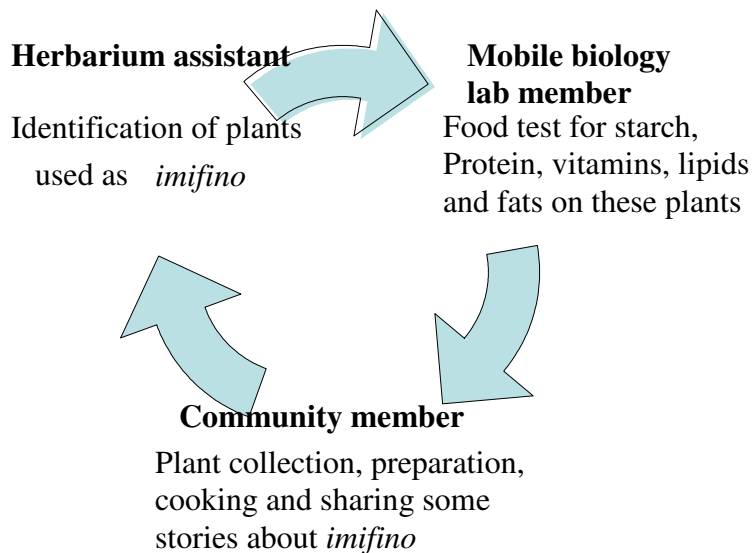 Herbarium assistant
Identification of plants
used as imifino
Mobile biology
lab member
Food test for starch,
Protein, vitamins, lipids
and fats on these plants
Community member
Plant collection, preparation,
cooking and sharing some
stories about imifino